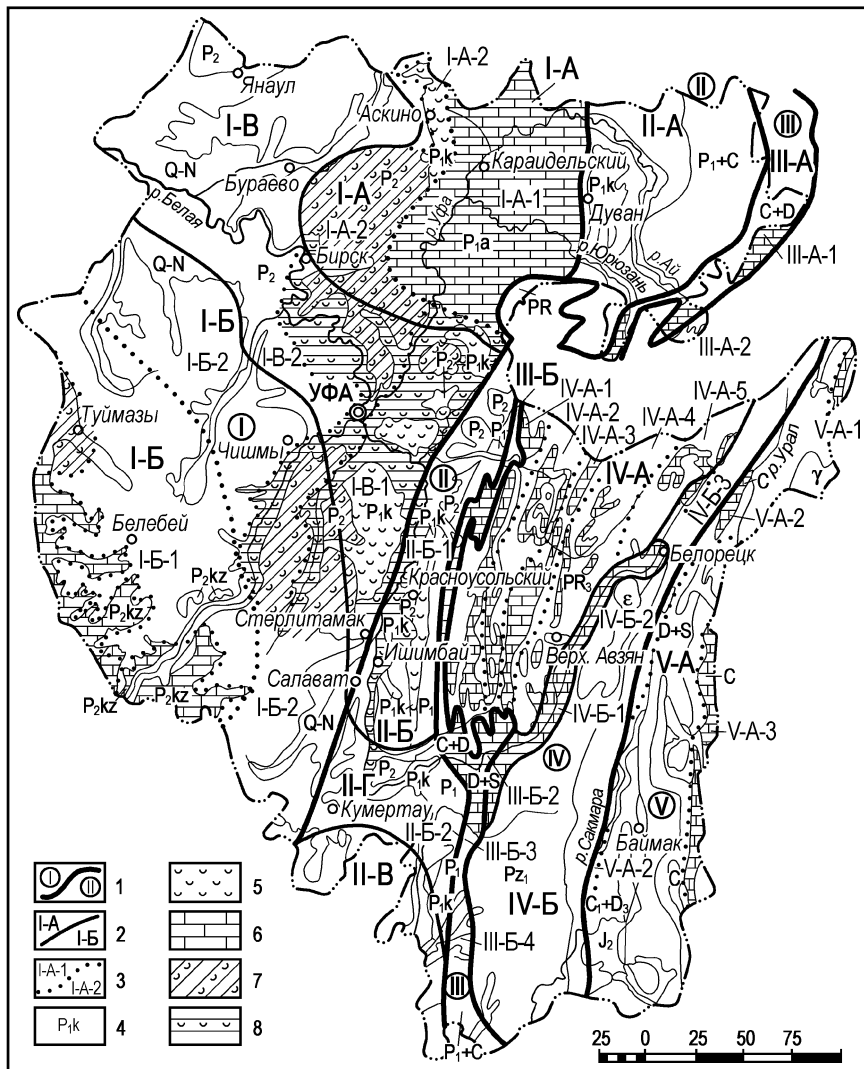 P₂
Янаул
I-В
Q-N
Бураево
р.Белая
I-А-2
I-А
Аскино
P₁k
Караидельский
I-А-1
P₁a
р.Уфа
I-А
P₂
I-А-2
Бирск
P₂
II
II-А
P₁+C
P₁k
Дуван
р.Юрюзань
р.Ай
III
III-А
C+D
III-А-1
III-А-2
PR
Q-N
I-Б-2
I-В-2
УФА
P₂
P₁k
Туймазы
I
Чишмы
I-Б
Белебей
I-Б-1
P₂kz
P₂kz
P₂kz
P₂kz
I-В-1
P₁k
P₂
Стерлитамак
Салават
I-Б-2
Q-N
III-Б
P₂
P₂
P₁
II
P₂
P₁k
II-Б-1
Красноусольский
P₂
P₁k
Ишимбай
P₁k
P₁
II-Б
C+D
IV-А-1
IV-А-2
IV-А-3
IV-А-4
IV-А-5
IV-А
PR₃
IV-Б-3
р.Урал
V-А-1
C
γ
V-А-2
Белорецк
ε
IV-Б-2
D+S
V-А
Верх. Авзян
IV-Б-1
C
V-А-3
II-Г
P₂
P₁k
P₁
D+S
Кумертау
III-Б-2
II-Б-2
IV
III-Б-3
Pz₁
IV-Б
II-В
P₁
P₁k
III-Б-4
III
P₁+C
р.Сакмара
V
Баймак
V-А-2
C
C₁+D₃
J₂
I
II
1
I-А
I-Б
2
I-А-1
I-А-2
3
P₁k
4
5
6
7
8
25 0 25 50 75